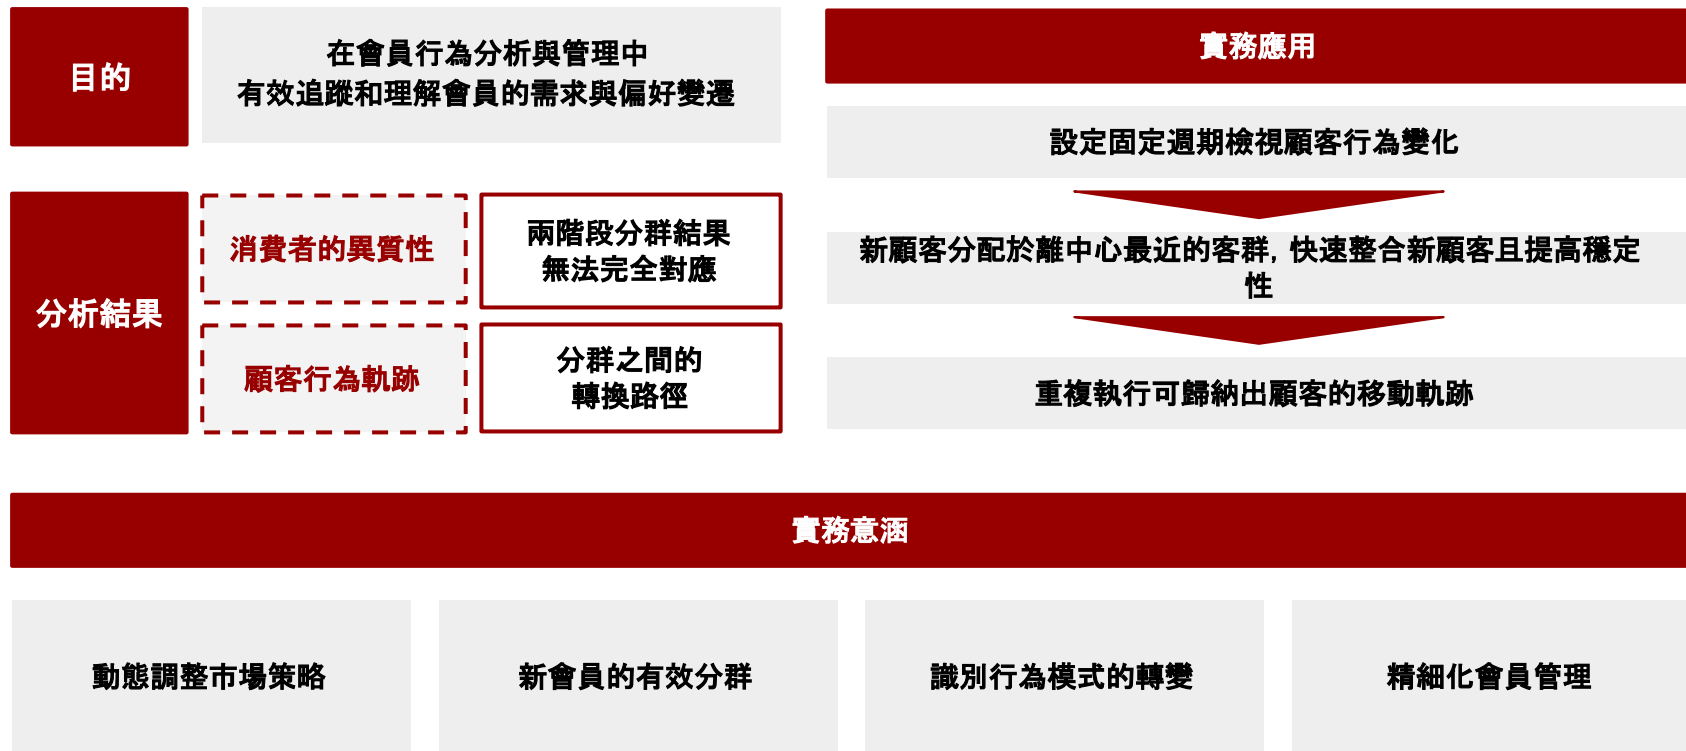 目的
在會員行為分析與管理中
有效追蹤和理解會員的需求與偏好變遷
分析結果
消費者的異質性
兩階段分群結果
無法完全對應
顧客行為軌跡
分群之間的
轉換路徑
實務應用
設定固定週期檢視顧客行為變化
新顧客分配於離中心最近的客群, 快速整合新顧客且提高穩定
性
重複執行可歸納出顧客的移動軌跡
實務意涵
動態調整市場策略
新會員的有效分群
識別行為模式的轉變
精細化會員管理